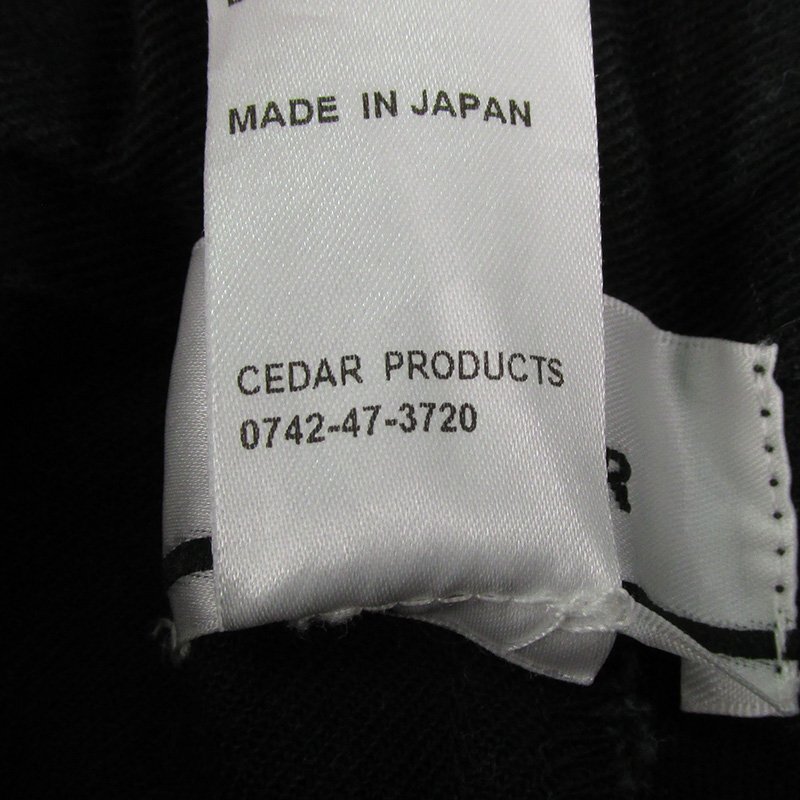 MADE IN JAPAN
CEDAR PRODUCTS
0742-47-3720
R